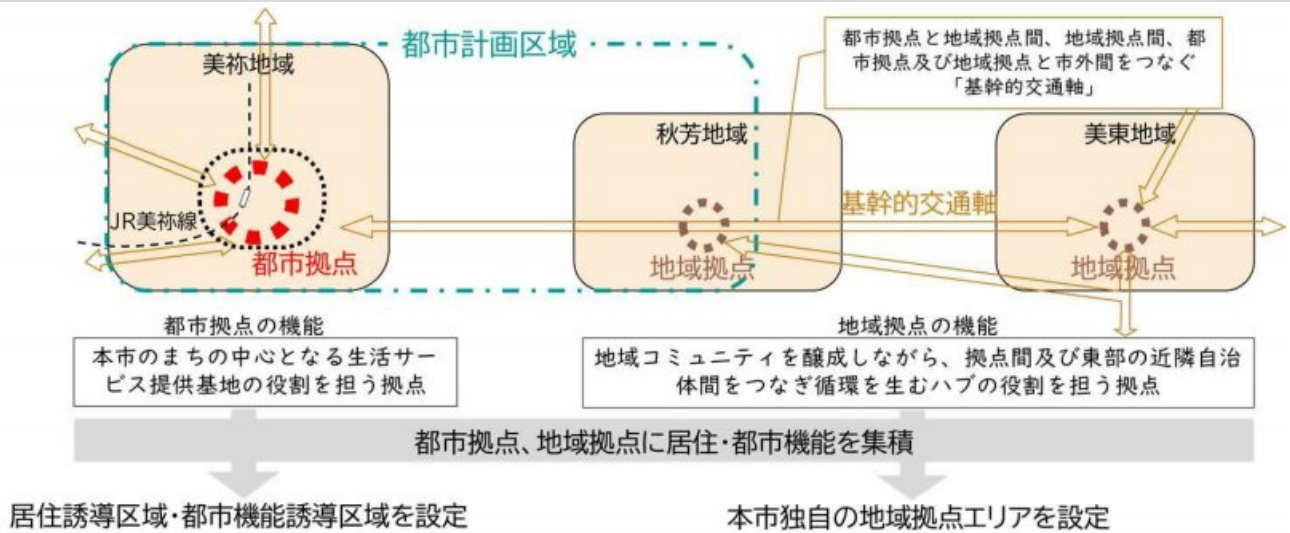 都市計画区域
美祢地域
都市拠点と地域拠点間、地域拠点間、都
市拠点及び地域拠点と市外間をつなぐ
「基幹的交通軸」
秋芳地域
美東地域
JR美祢線
基幹的交通軸
都市拠点
地域拠点
地域拠点
都市拠点の機能
本市のまちの中心となる生活サー
ビス提供基地の役割を担う拠点
地域拠点の機能
地域コミュニティを醸成しながら、拠点間及び東部の近隣自治
体間をつなぎ循環を生むハブの役割を担う拠点
都市拠点、地域拠点に居住・都市機能を集積
居住誘導区域・都市機能誘導区域を設定
本市独自の地域拠点エリアを設定